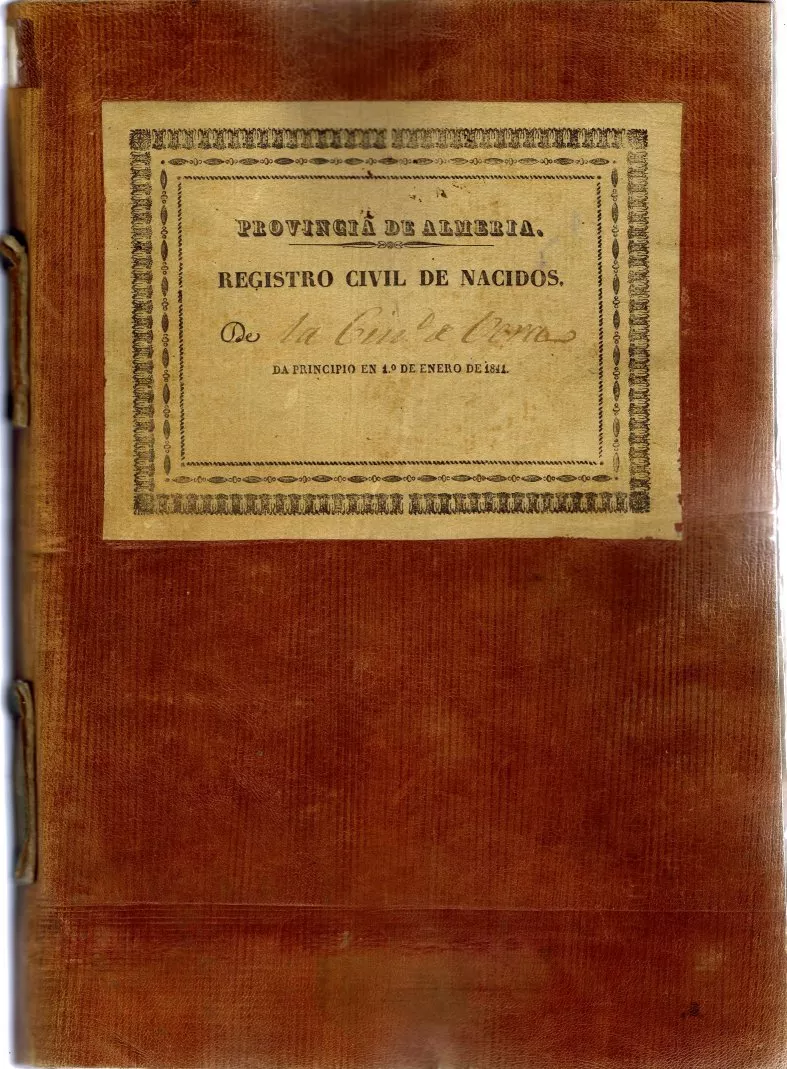 PROVINCIA DE ALMERIA.
REGISTRO CIVIL DE NACIDOS.
De la Ciud.d de Vera
DA PRINCIPIO EN 1.º DE ENERO DE 1841.